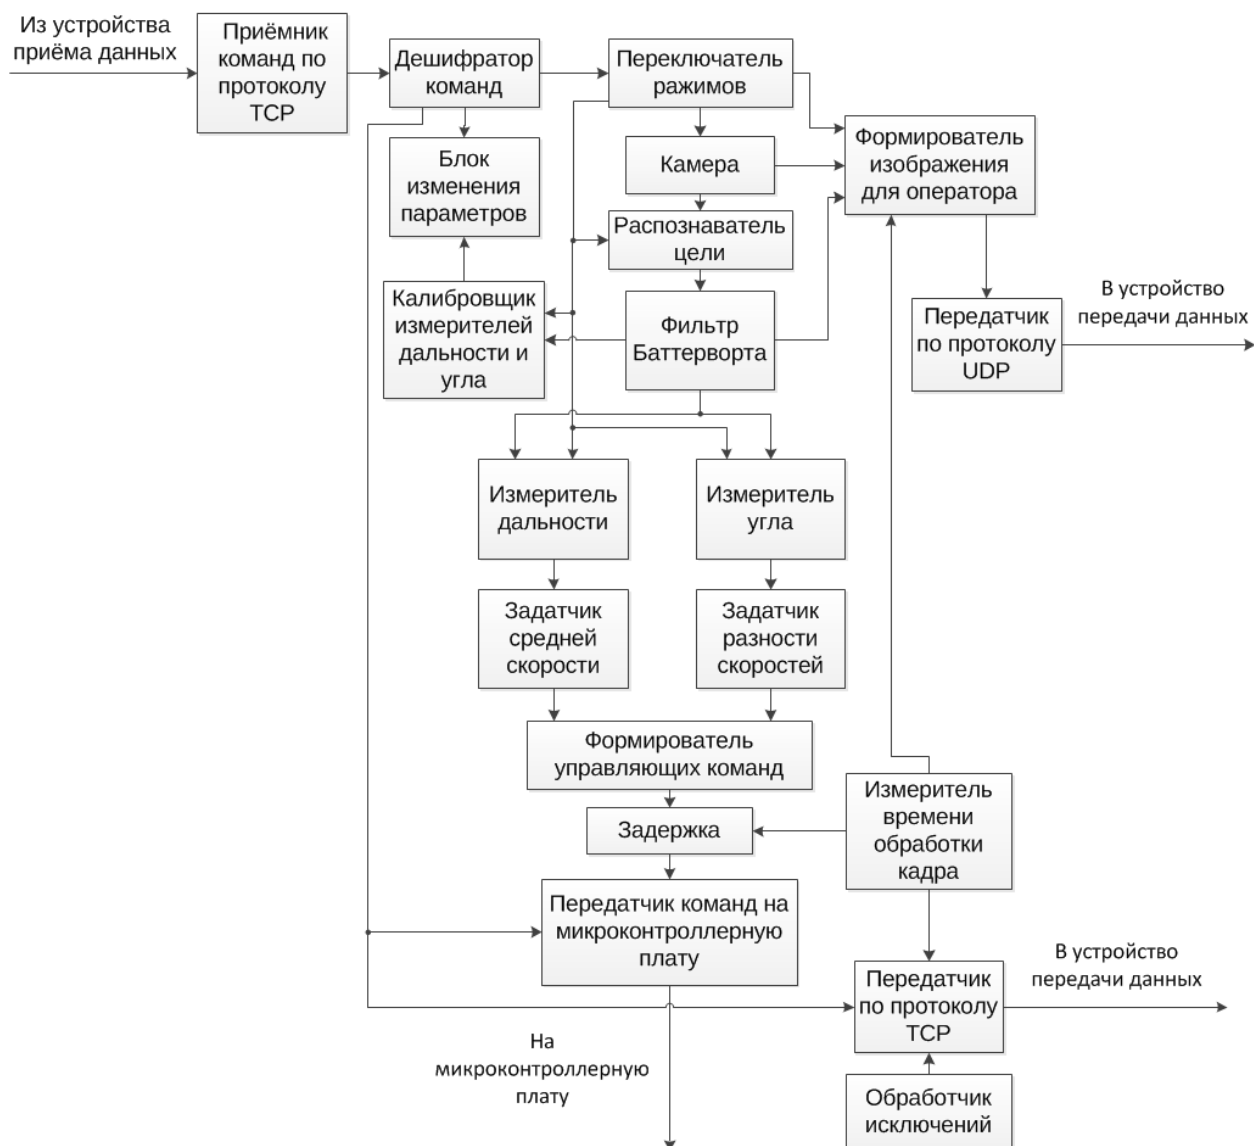 Из устройства
приёма данных
Приёмник
команд по
протоколу
TCP
Дешифратор
команд
Переключатель
ражимов
Формирователь
изображения
для оператора
Блок
изменения
параметров
Камера
Распознаватель
цели
Калибровщик
измерителей
дальности и
угла
Фильтр
Баттерворта
Передатчик
по протоколу
UDP
В устройство
передачи данных
Измеритель
дальности
Измеритель
угла
Задатчик
средней
скорости
Задатчик
разности
скоростей
Формирователь
управляющих команд
Задержка
Измеритель
времени
обработки
кадра
Передатчик команд на
микроконтроллерную
плату
Передатчик
по протоколу
TCP
В устройство
передачи данных
На
микроконтроллерную
плату
Обработчик
исключений